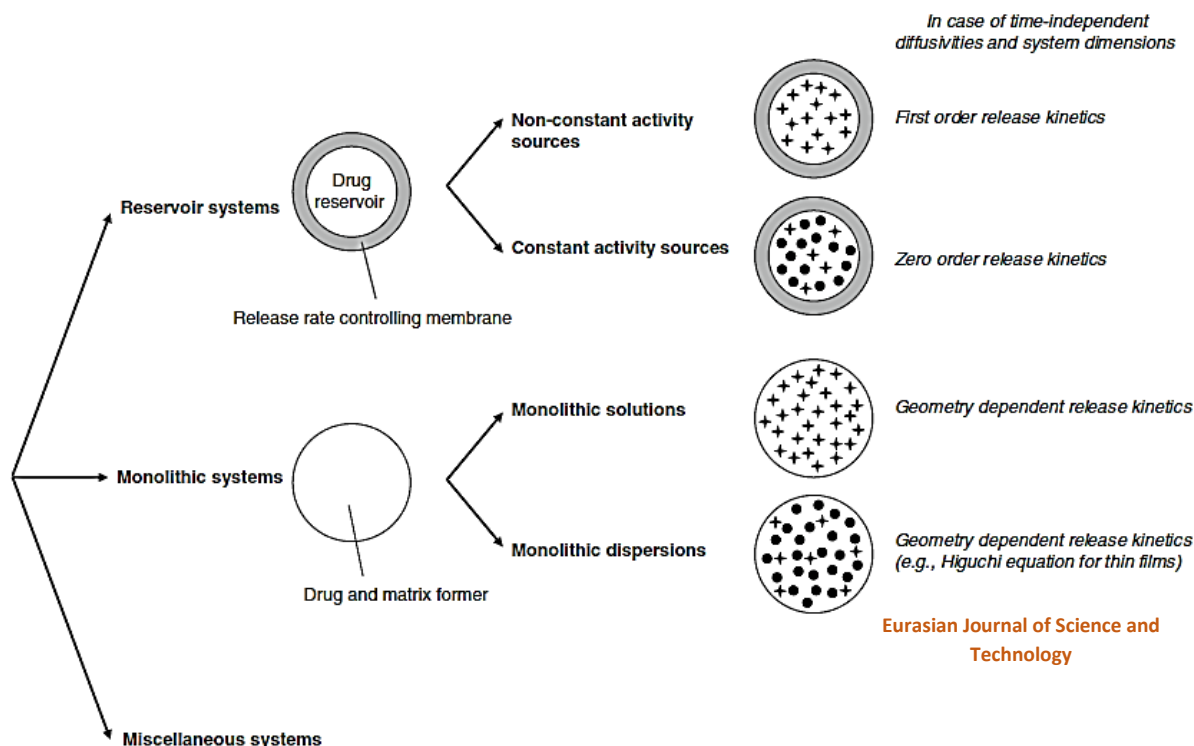 In case of time-independent
diffusivities and system dimensions
Non-constant activity
sources
First order release kinetics
Drug
reservoir
Reservoir systems
Constant activity sources
Zero order release kinetics
Release rate controlling membrane
Monolithic solutions
Geometry dependent release kinetics
Monolithic systems
Monolithic dispersions
Geometry dependent release kinetics
(e.g., Higuchi equation for thin films)
Drug and matrix former
Eurasian Journal of Science and
Technology
Miscellaneous systems